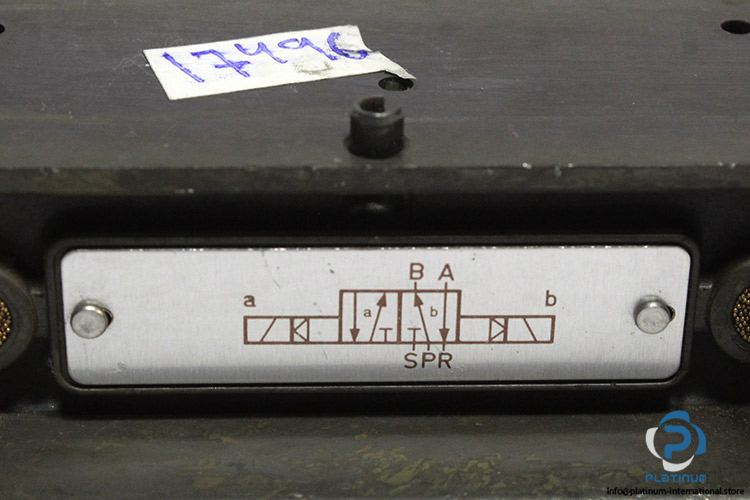 17496
B A
a b
a b
SPR
PLATINUM
info@platinum-international.store